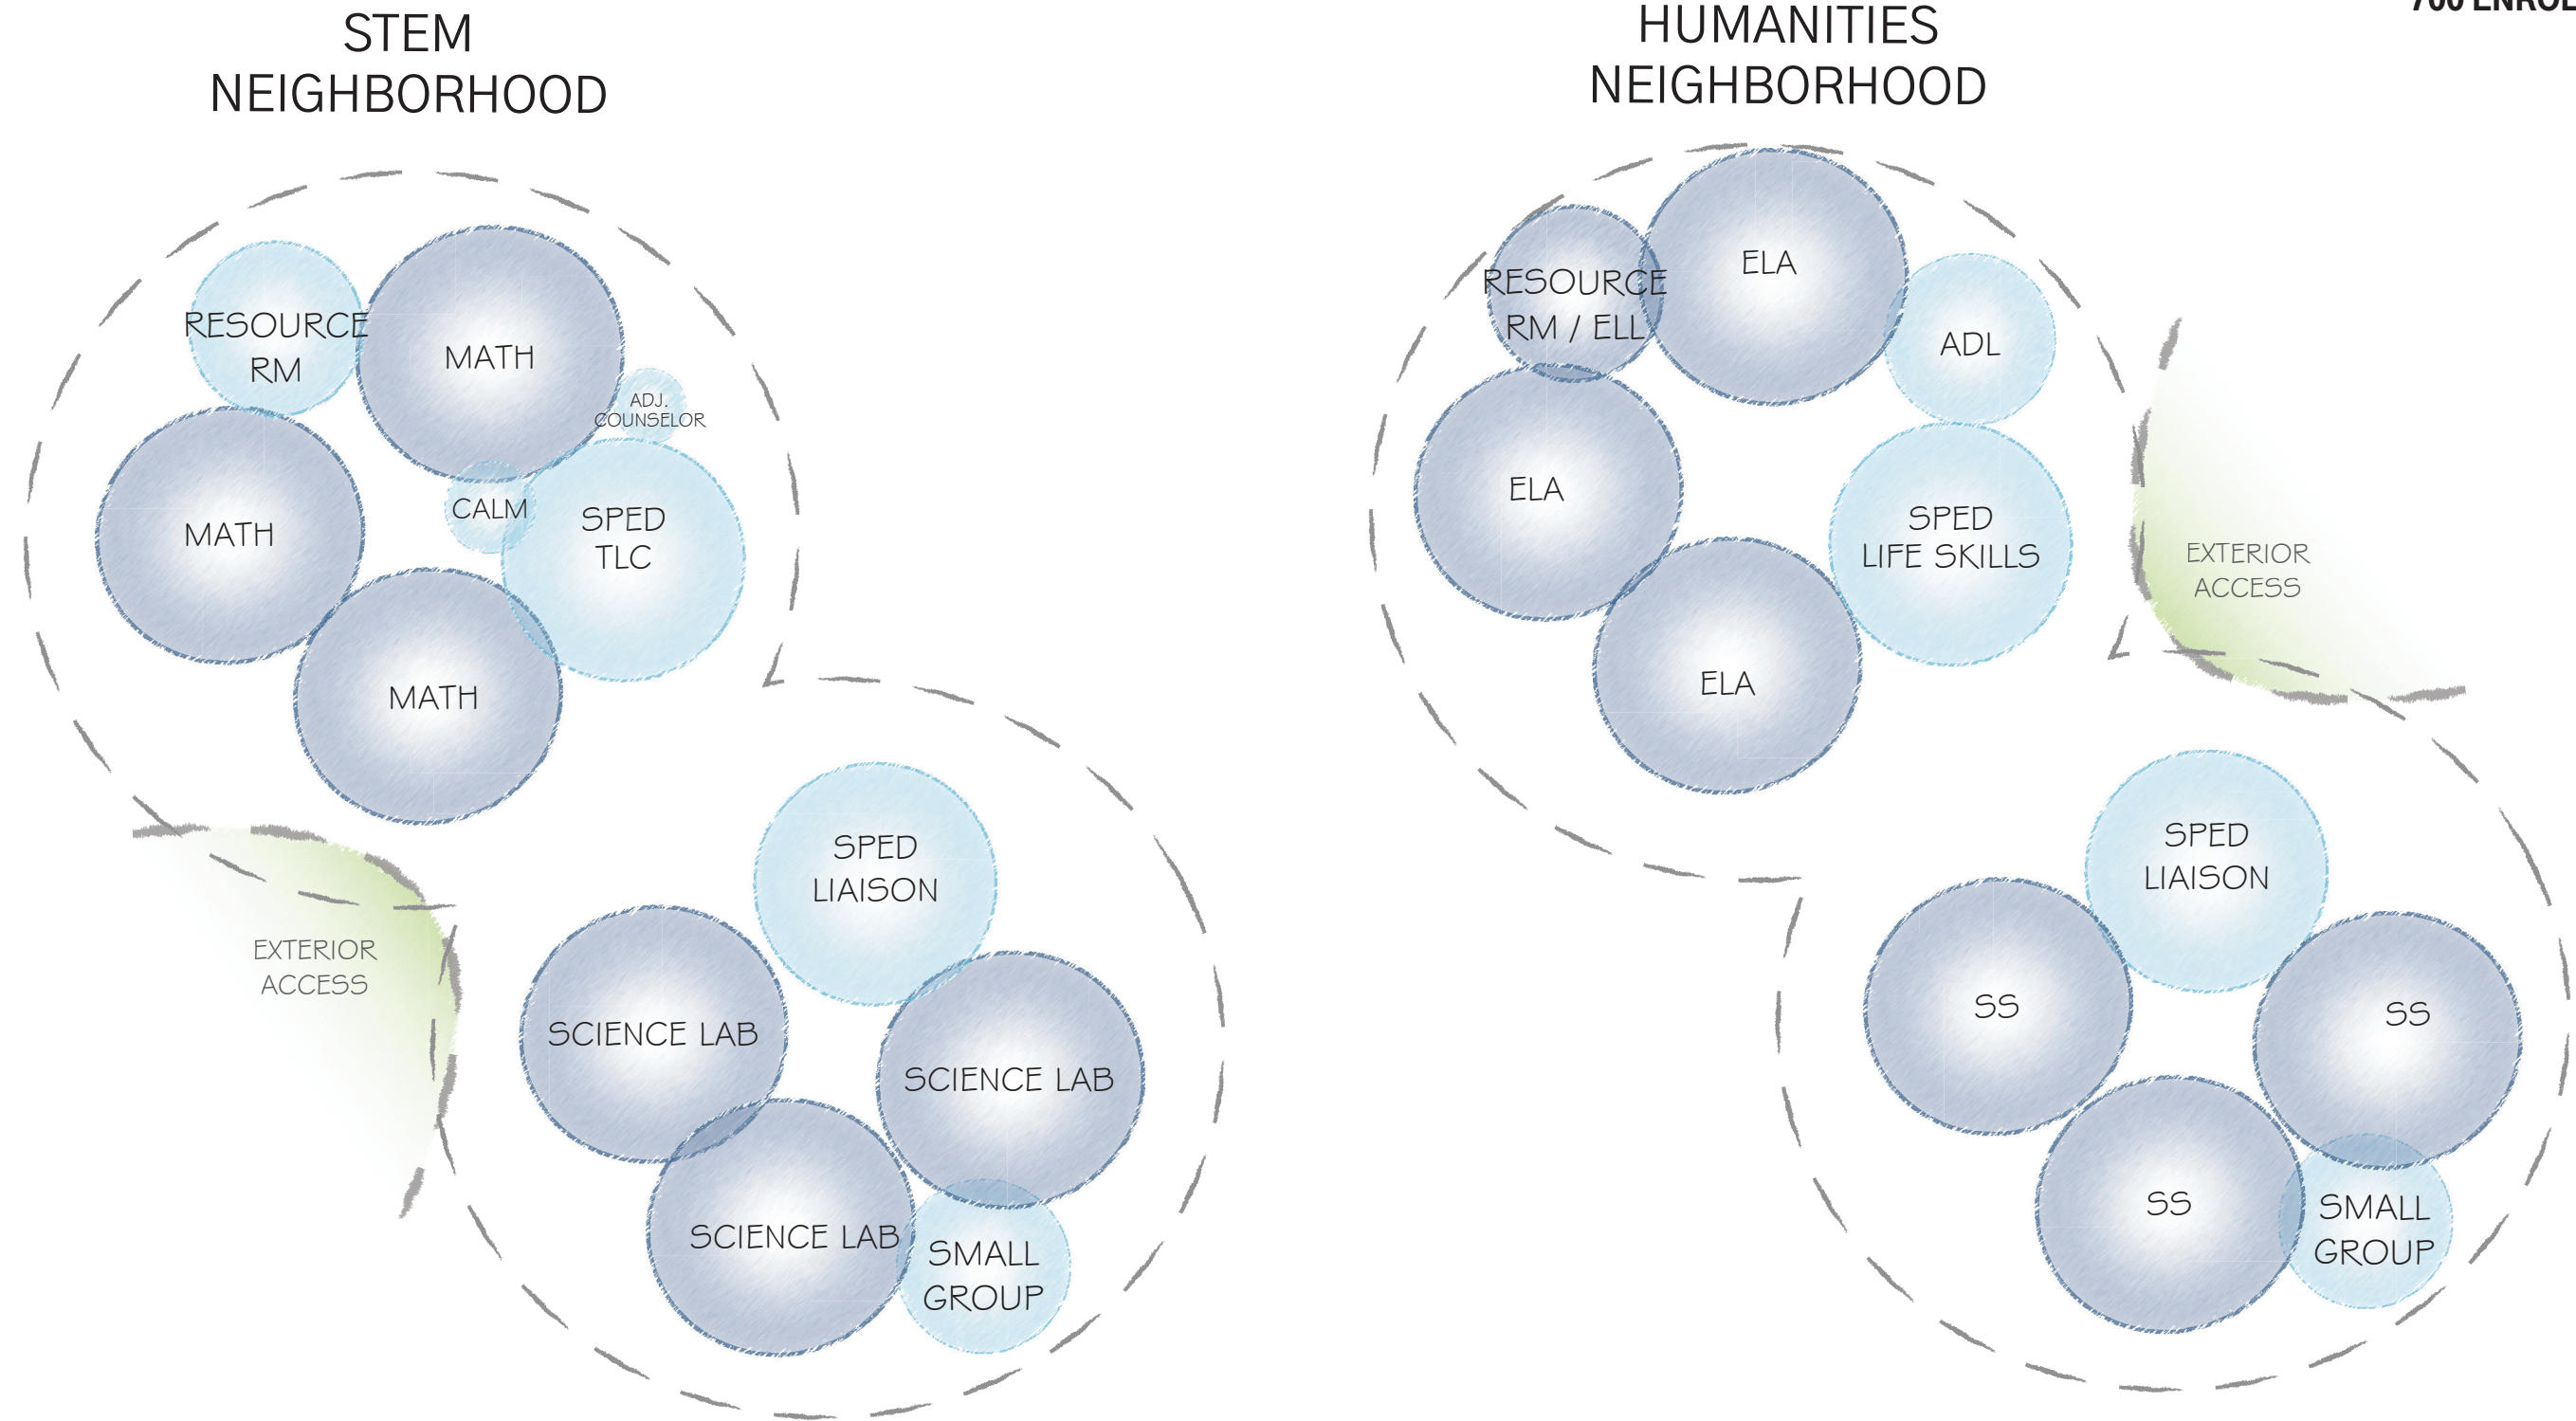 STEM
NEIGHBORHOOD
RESOURCE
RM
MATH
ADJ.
COUNSELOR
MATH
CALM
SPED
TLC
MATH
EXTERIOR
ACCESS
SPED
LIAISON
SCIENCE LAB
SCIENCE LAB
SCIENCE LAB
SMALL
GROUP
HUMANITIES
NEIGHBORHOOD
RESOURCE
RM / ELL
ELA
ADL
ELA
SPED
LIFE SKILLS
ELA
EXTERIOR
ACCESS
SPED
LIAISON
SS
SS
SS
SMALL
GROUP